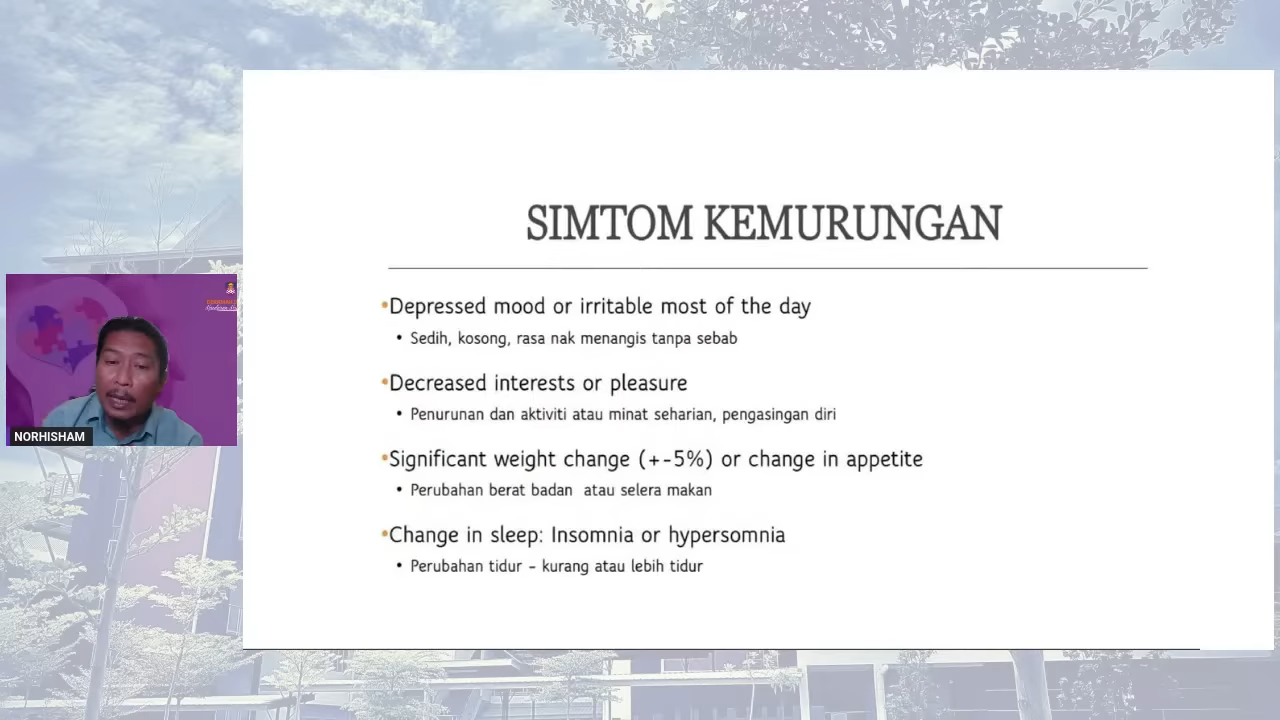 SIMTOM KEMURUNGAN
•Depressed mood or irritable most of the day
• Sedih, kosong, rasa nak menangis tanpa sebab
•Decreased interests or pleasure
• Penurunan dan aktiviti atau minat seharian, pengasingan diri
•Significant weight change (+-5%) or change in appetite
• Perubahan berat badan atau selera makan
•Change in sleep: Insomnia or hypersomnia
• Perubahan tidur – kurang atau lebih tidur
NORHISHAM